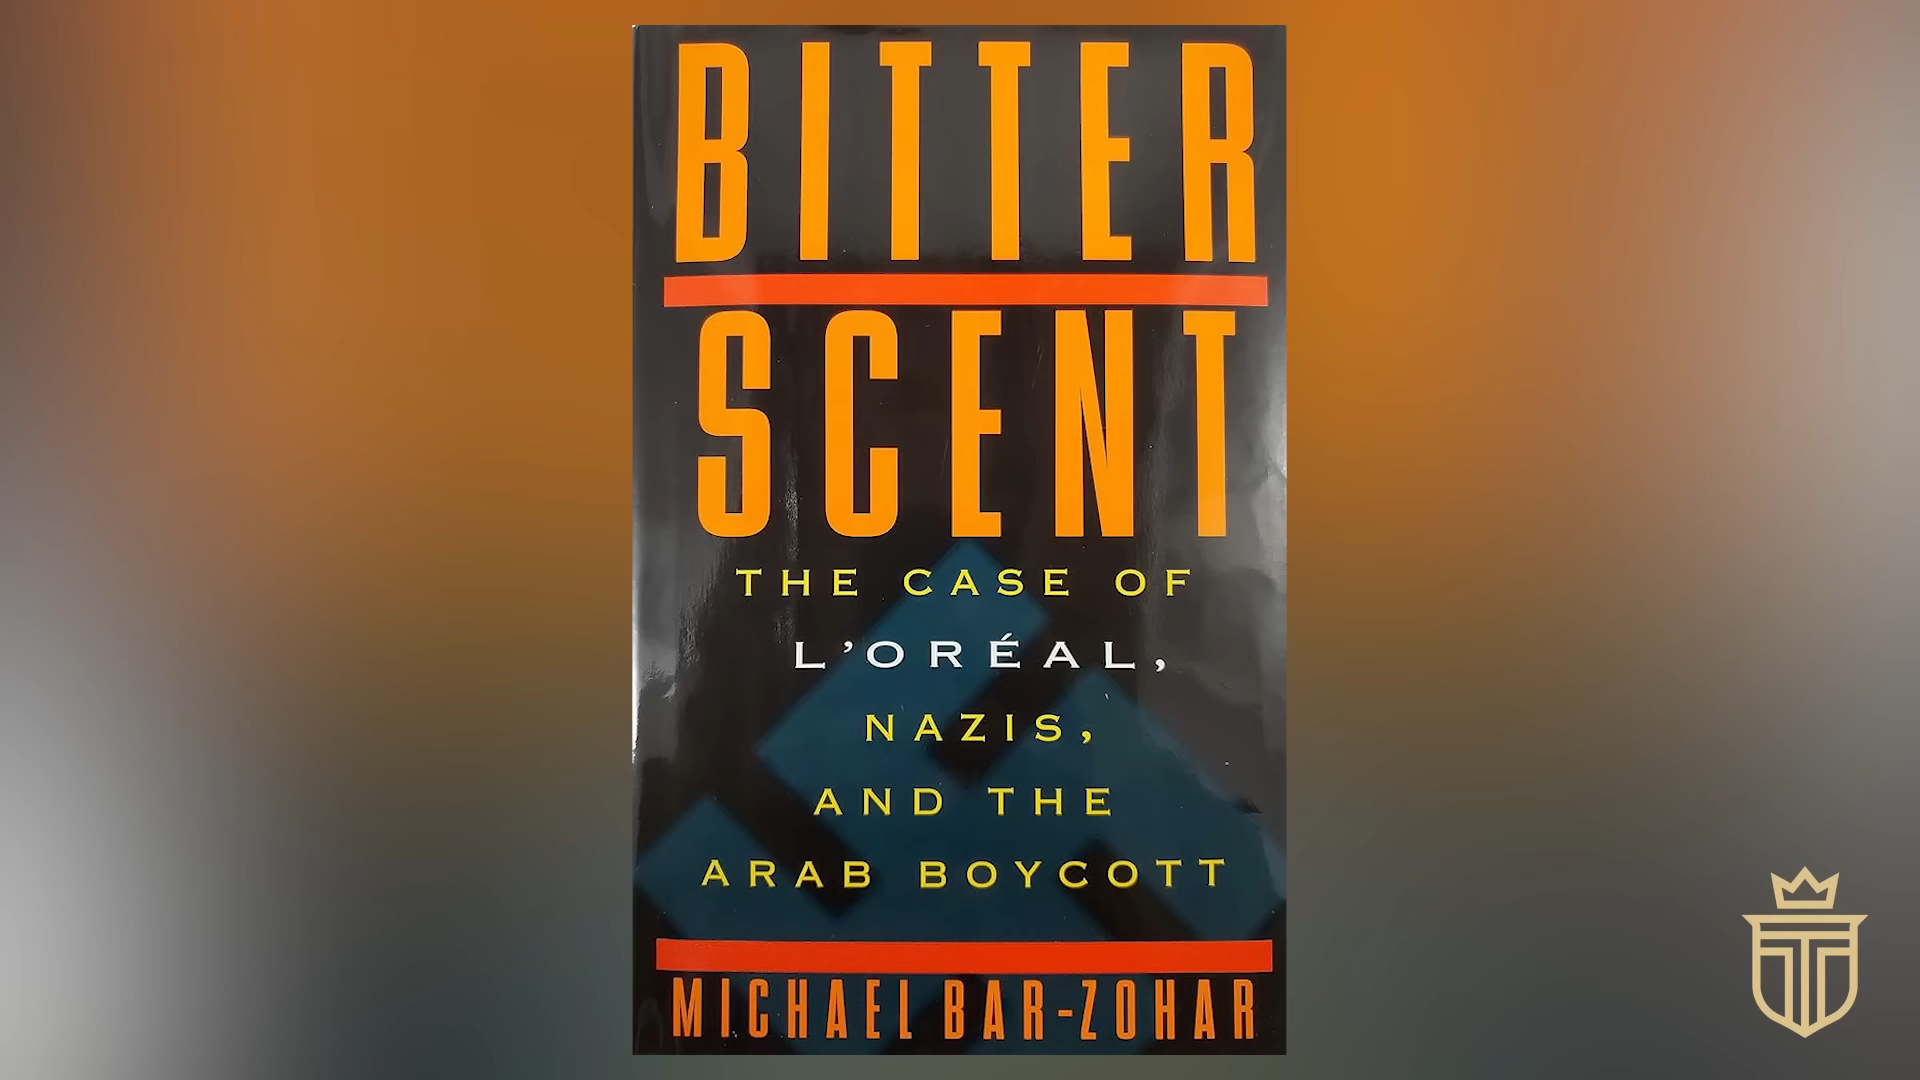 BITTER
SCENT
THE CASE OF
L'ORÉAL,
NAZIS,
AND THE
ARAB BOYCOTT
MICHAEL BAR-ZOHAR